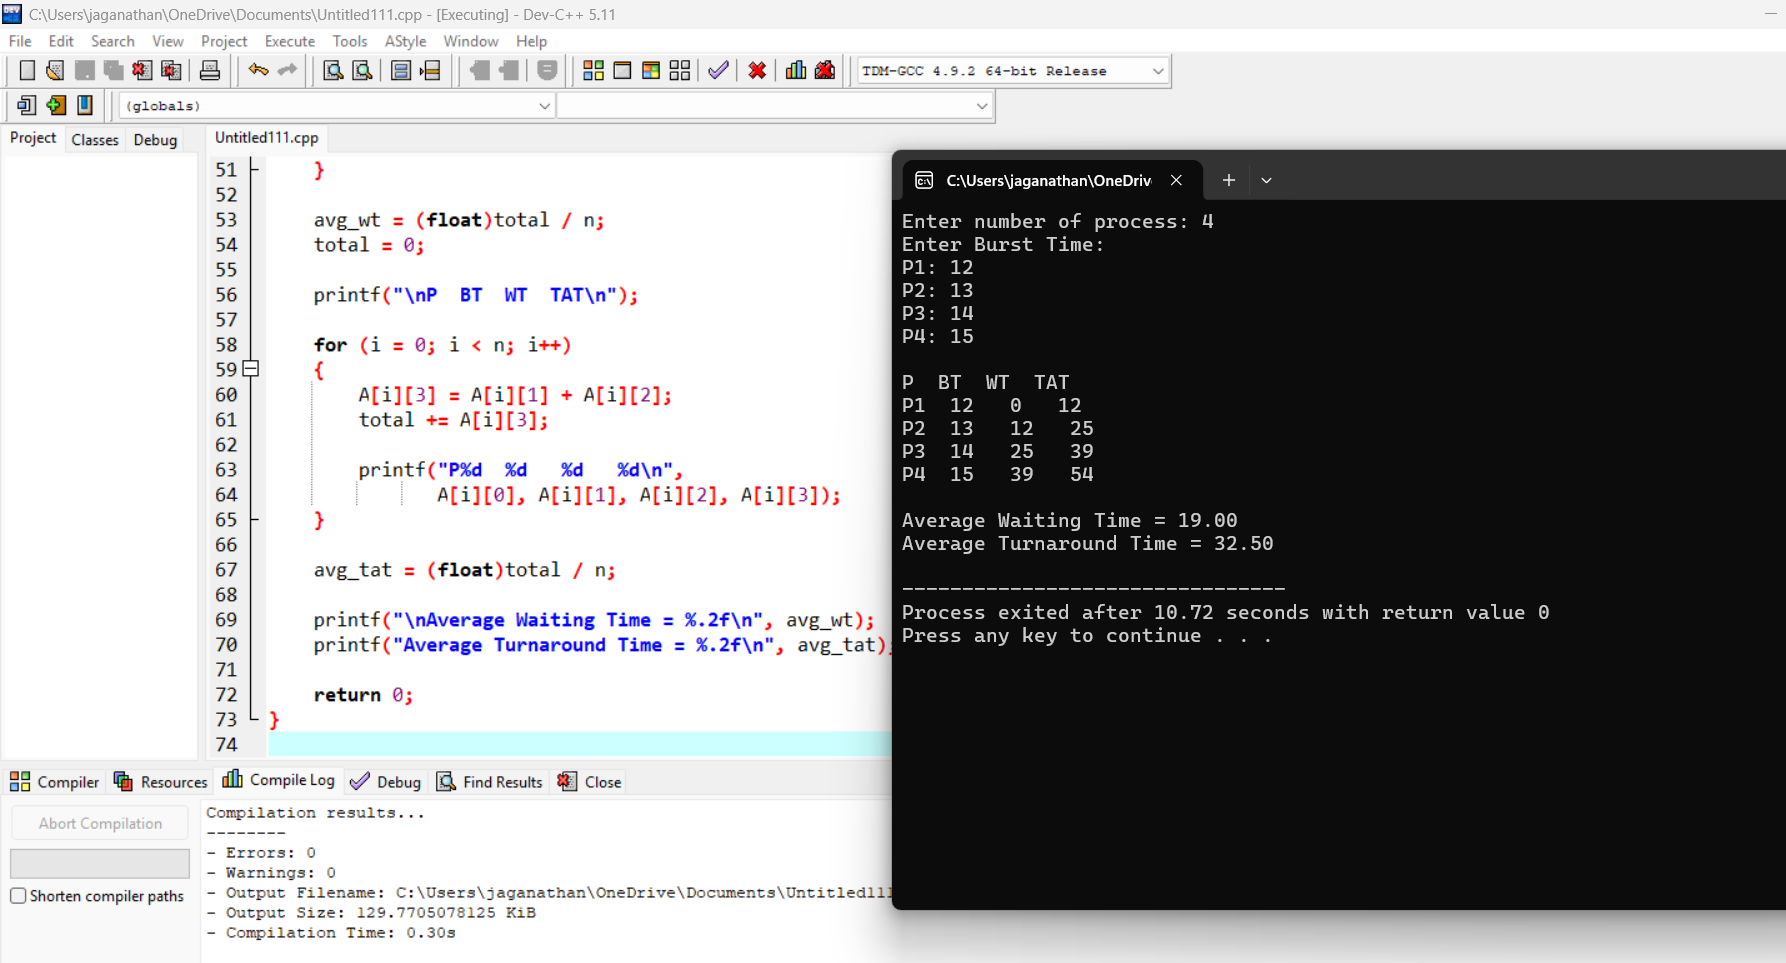 C:\Users\jaganathan\OneDrive\Documents\Untitled111.cpp - [Executing] - Dev-C++ 5.11
File Edit Search View Project Execute Tools AStyle Window Help
TDM-GCC 4.9.2 64-bit Release
(globals)
Project Classes Debug Untitled111.cpp
51 }
52
53 avg_wt = (float)total / n;
54 total = 0;
55
56 printf("\nP  BT  WT  TAT\n");
57
58 for (i = 0; i < n; i++)
59 {
60 A[i][3] = A[i][1] + A[i][2];
61 total += A[i][3];
62
63 printf("P%d  %d   %d   %d\n",
64 A[i][0], A[i][1], A[i][2], A[i][3]);
65 }
66
67 avg_tat = (float)total / n;
68
69 printf("\nAverage Waiting Time = %.2f\n", avg_wt);
70 printf("Average Turnaround Time = %.2f\n", avg_tat);
71
72 return 0;
73 }
74
C:\Users\jaganathan\OneDriv
Enter number of process: 4
Enter Burst Time:
P1: 12
P2: 13
P3: 14
P4: 15
P  BT  WT  TAT
P1  12   0   12
P2  13   12   25
P3  14   25   39
P4  15   39   54
Average Waiting Time = 19.00
Average Turnaround Time = 32.50
--------------------------------
Process exited after 10.72 seconds with return value 0
Press any key to continue . . .
Compiler Resources Compile Log Debug Find Results Close
Abort Compilation
Shorten compiler paths
Compilation results...
--------
- Errors: 0
- Warnings: 0
- Output Filename: C:\Users\jaganathan\OneDrive\Documents\Untitled111
- Output Size: 129.7705078125 KiB
- Compilation Time: 0.30s